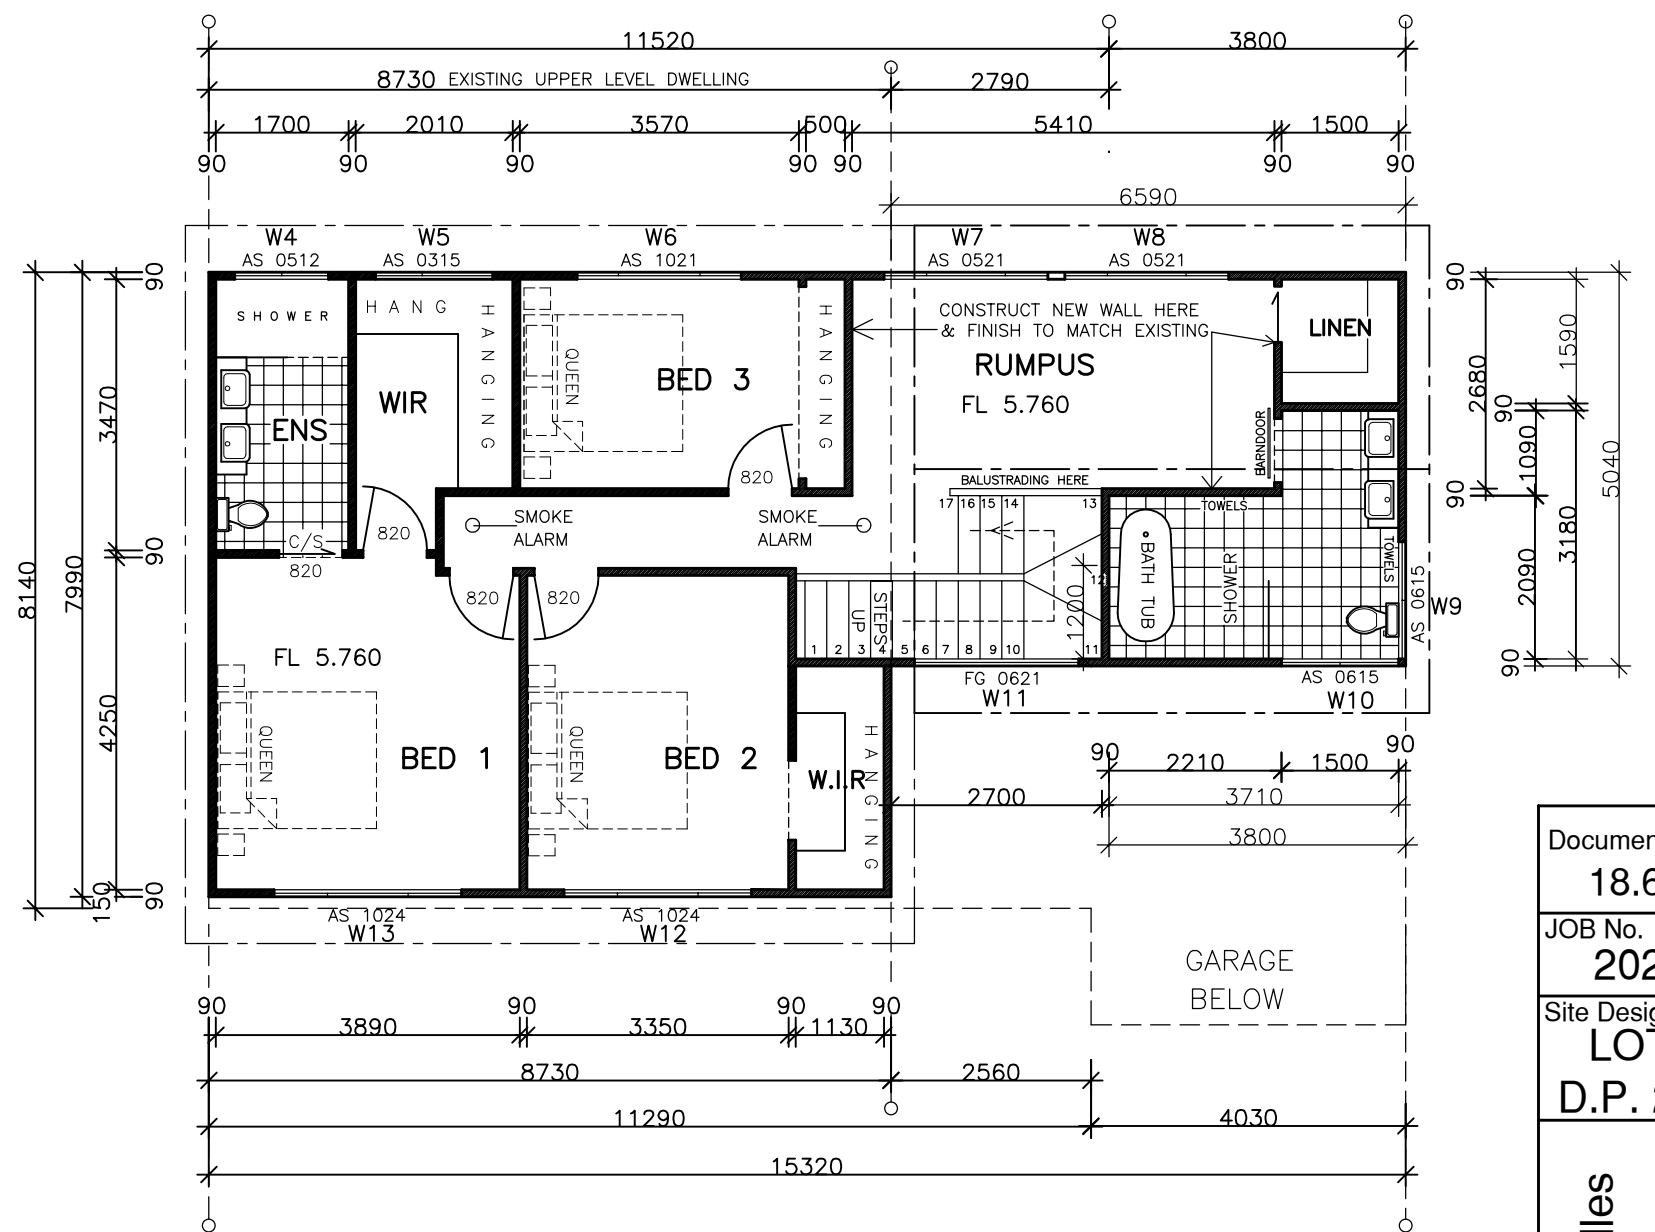 11520
3800
8730 EXISTING UPPER LEVEL DWELLING
2790
1700
2010
3570
500
5410
1500
90
90
90
90
90
90
90
6590
W4
W5
W6
W7
W8
AS 0512
AS 0315
AS 1021
AS 0521
AS 0521
90
8140
7990
3470
90
4250
150
90
SHOWER
HANG
HANGING
ENS
WIR
C/S
820
820
QUEEN
BED 3
HANGING
820
CONSTRUCT NEW WALL HERE
& FINISH TO MATCH EXISTING
RUMPUS
FL 5.760
LINEN
BARNDOOR
BALUSTRADING HERE
17 16 15 14 13
12
SMOKE
ALARM
SMOKE
ALARM
TOWELS
BATH TUB
SHOWER
TOWELS
1200
STEPS
UP
1 2 3 4 5 6 7 8 9 10 11
820
820
FL 5.760
QUEEN
BED 1
QUEEN
BED 2
W.I.R
HANGING
FG 0621
W11
AS 0615
W10
AS 0615
W9
90
2680
90
90
1090
2090
90
1590
3180
5040
90
2210
1500
90
2700
3710
3800
AS 1024
W13
AS 1024
W12
GARAGE
BELOW
90
90
90
90
3890
3350
1130
8730
2560
11290
4030
15320
Documen
18.6
JOB No.
202
Site Desig
LOT
D.P.
les